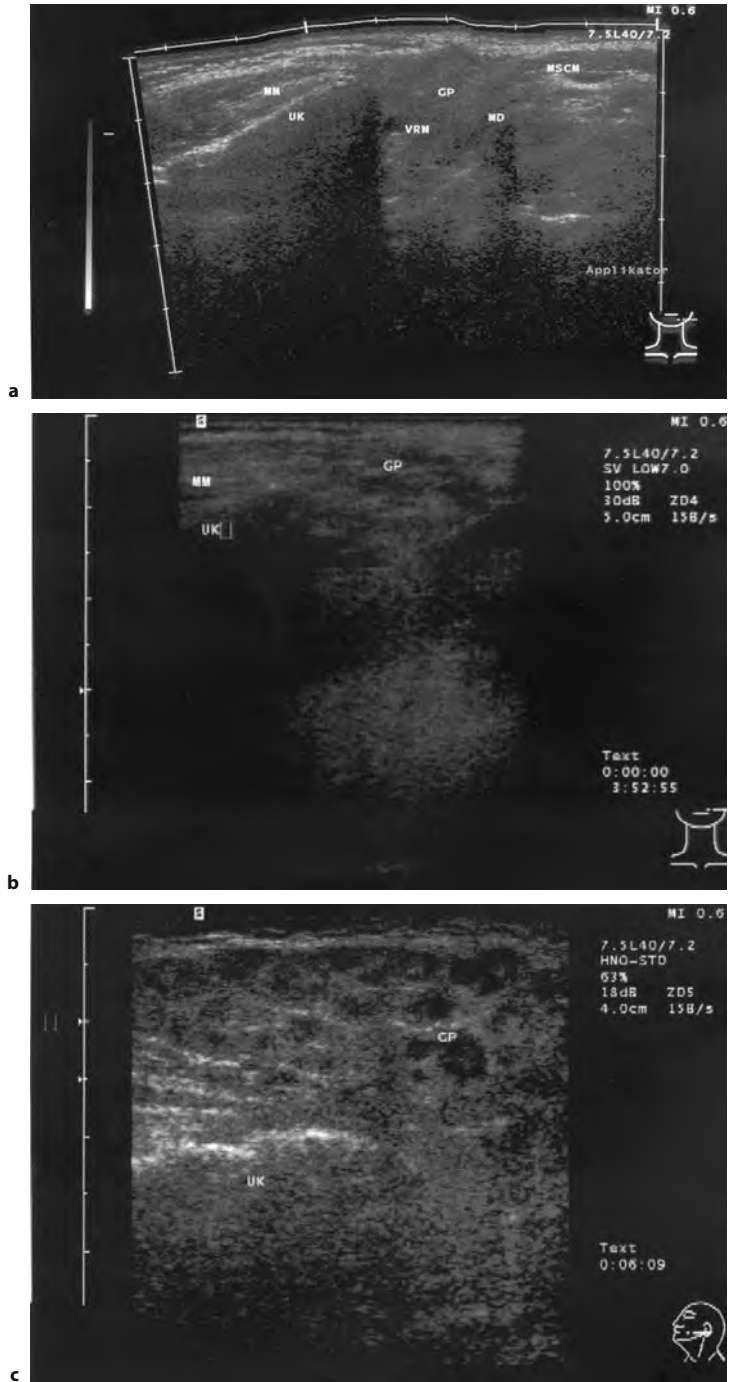 MI 0.6
7.5L40/7.2
MM
UK
GP
VRM
MD
MSCM
Applikator
a
S
MI 0.6
7.5L40/7.2
SV LOW7.0
100%
30dB ZD4
5.0cm 15B/s
GP
MM
UK
Text
0:00:00
3:52:55
b
S
MI 0.6
7.5L40/7.2
HNO-STD
63%
18dB ZD5
4.0cm 15B/s
GP
UK
Text
0:06:09
c